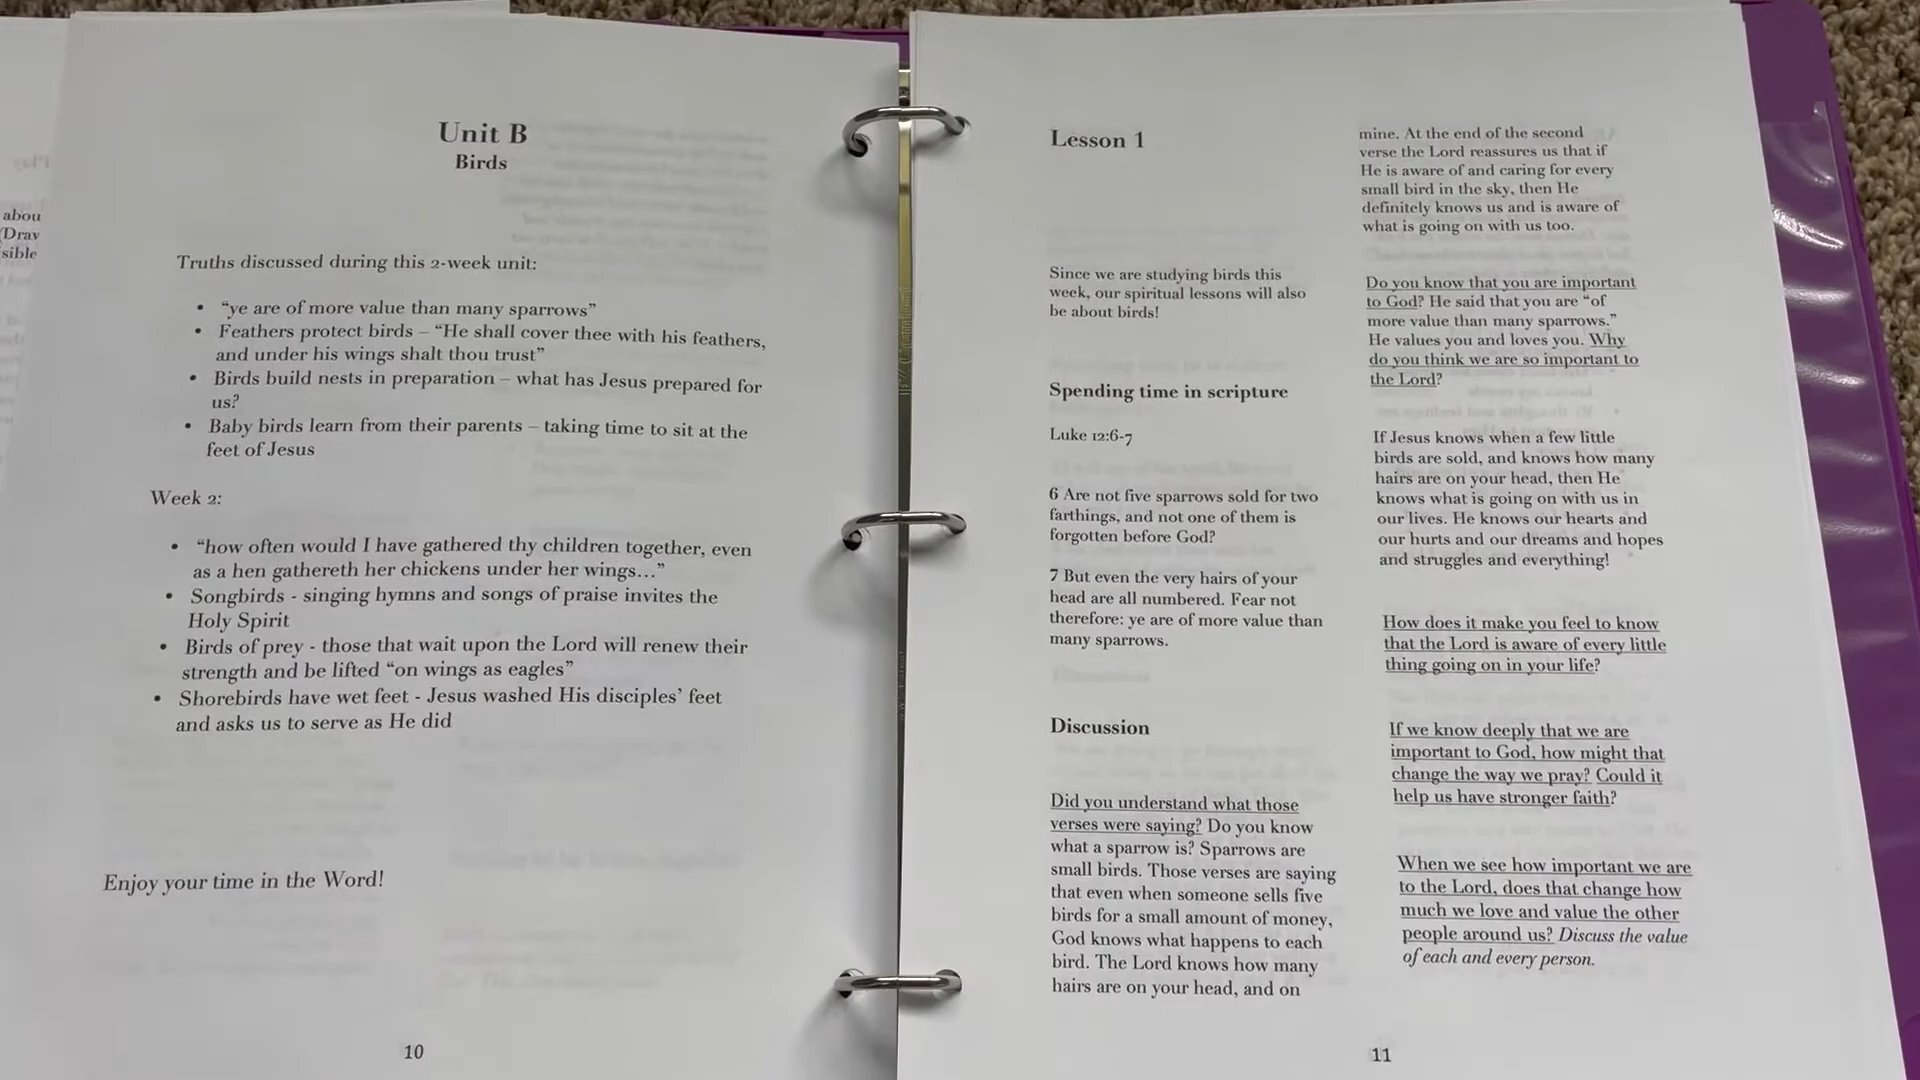 abou
(Drav
sible
Unit B
Birds
Truths discussed during this 2-week unit:
• “ye are of more value than many sparrows”
• Feathers protect birds – “He shall cover thee with his feathers,
and under his wings shalt thou trust”
• Birds build nests in preparation – what has Jesus prepared for
us?
• Baby birds learn from their parents – taking time to sit at the
feet of Jesus
Week 2:
• “how often would I have gathered thy children together, even
as a hen gathereth her chickens under her wings…”
• Songbirds - singing hymns and songs of praise invites the
Holy Spirit
• Birds of prey - those that wait upon the Lord will renew their
strength and be lifted “on wings as eagles”
• Shorebirds have wet feet - Jesus washed His disciples’ feet
and asks us to serve as He did
Enjoy your time in the Word!
10
Lesson 1
Since we are studying birds this
week, our spiritual lessons will also
be about birds!
Spending time in scripture
Luke 12:6-7
6 Are not five sparrows sold for two
farthings, and not one of them is
forgotten before God?
7 But even the very hairs of your
head are all numbered. Fear not
therefore: ye are of more value than
many sparrows.
Discussion
Did you understand what those
verses were saying? Do you know
what a sparrow is? Sparrows are
small birds. Those verses are saying
that even when someone sells five
birds for a small amount of money,
God knows what happens to each
bird. The Lord knows how many
hairs are on your head, and on
mine. At the end of the second
verse the Lord reassures us that if
He is aware of and caring for every
small bird in the sky, then He
definitely knows us and is aware of
what is going on with us too.
Do you know that you are important
to God? He said that you are “of
more value than many sparrows.”
He values you and loves you. Why
do you think we are so important to
the Lord?
If Jesus knows when a few little
birds are sold, and knows how many
hairs are on your head, then He
knows what is going on with us in
our lives. He knows our hearts and
our hurts and our dreams and hopes
and struggles and everything!
How does it make you feel to know
that the Lord is aware of every little
thing going on in your life?
If we know deeply that we are
important to God, how might that
change the way we pray? Could it
help us have stronger faith?
When we see how important we are
to the Lord, does that change how
much we love and value the other
people around us? Discuss the value
of each and every person.
11